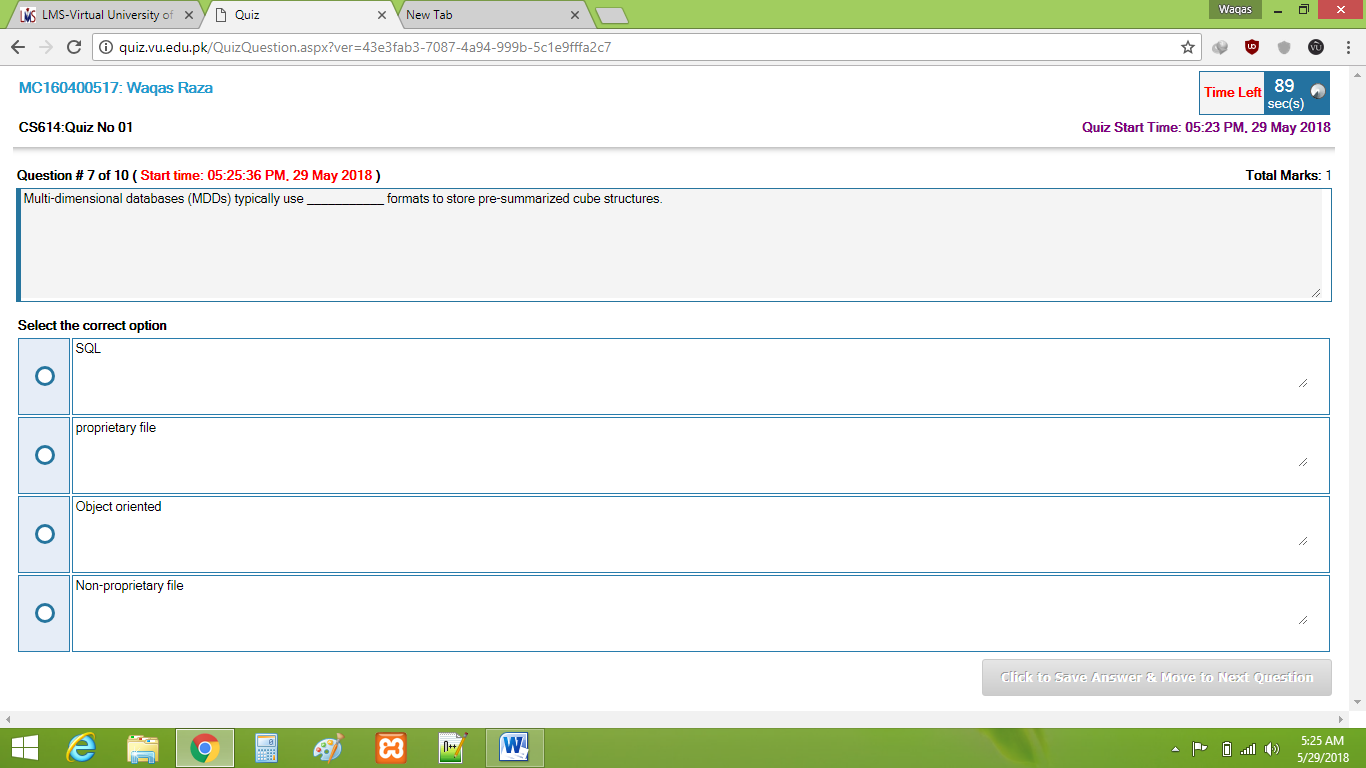 LMS-Virtual University of
Quiz
New Tab
Waqas
quiz.vu.edu.pk/QuizQuestion.aspx?ver=43e3fab3-7087-4a94-999b-5c1e9fffa2c7
MC160400517: Waqas Raza
Time Left 89 sec(s)
CS614:Quiz No 01
Quiz Start Time: 05:23 PM, 29 May 2018
Question # 7 of 10 ( Start time: 05:25:36 PM, 29 May 2018 )
Total Marks: 1
Multi-dimensional databases (MDDs) typically use ___________ formats to store pre-summarized cube structures.
Select the correct option
SQL
proprietary file
Object oriented
Non-proprietary file
Click to Save Answer & Move to Next Question
5:25 AM
5/29/2018